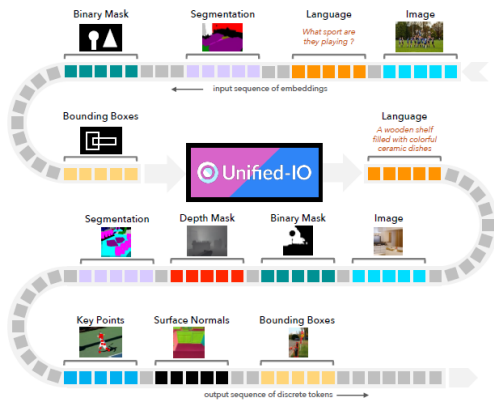 Binary Mask
Segmentation
Language
Image
What sport are
they playing ?
input sequence of embeddings
Bounding Boxes
Unified-IO
Language
A wooden shelf
filled with colorful
ceramic dishes
Segmentation
Depth Mask
Binary Mask
Image
Key Points
Surface Normals
Bounding Boxes
output sequence of discrete tokens